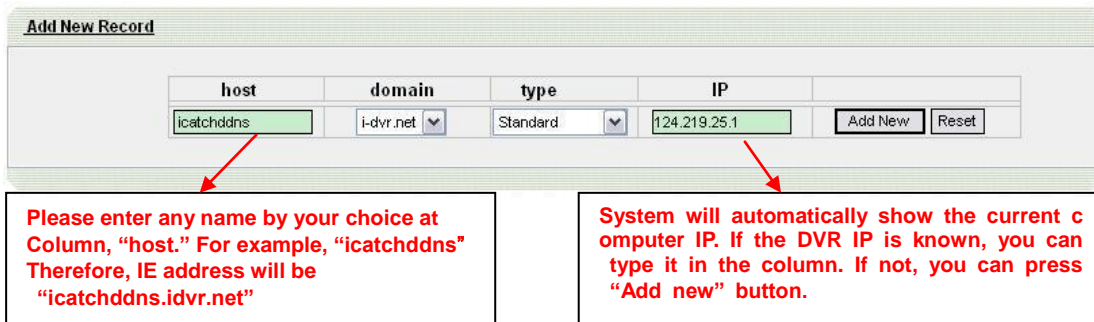 Add New Record
host domain type IP
icatchddns i-dvr.net Standard 124.219.25.1 Add New Reset
Please enter any name by your choice at
Column, “host.” For example, “icatchddns”
Therefore, IE address will be
“icatchddns.idvr.net”
System will automatically show the current c
omputer IP. If the DVR IP is known, you can
type it in the column. If not, you can press
“Add new” button.